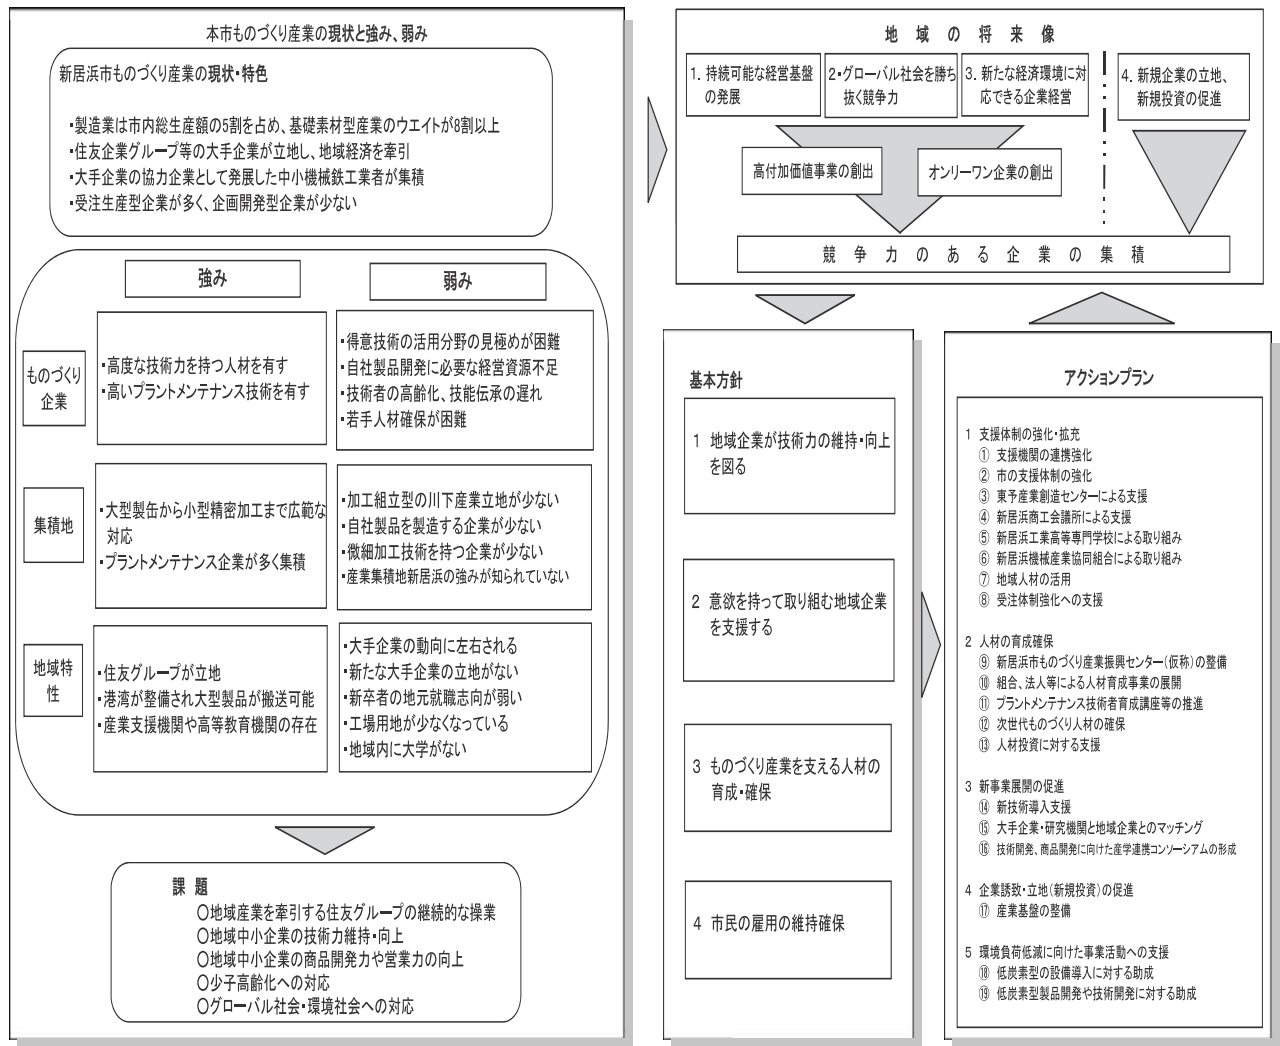 本市ものづくり産業の現状と強み、弱み
新居浜市ものづくり産業の現状・特色
・製造業は市内総生産額の5割を占め、基礎素材型産業のウエイトが8割以上
・住友企業グループ等の大手企業が立地し、地域経済を牽引
・大手企業の協力企業として発展した中小機械鉄工業者が集積
・受注生産型企業が多く、企画開発型企業が少ない
強み
弱み
ものづくり
企業
・高度な技術力を持つ人材を有す
・高いプラントメンテナンス技術を有す
・得意技術の活用分野の見極めが困難
・自社製品開発に必要な経営資源不足
・技術者の高齢化、技能伝承の遅れ
・若手人材確保が困難
集積地
・大型製缶から小型精密加工まで広範な
対応
・プラントメンテナンス企業が多く集積
・加工組立型の川下産業立地が少ない
・自社製品を製造する企業が少ない
・微細加工技術を持つ企業が少ない
・産業集積地新居浜の強みが知られていない
地域特
性
・住友グループが立地
・港湾が整備され大型製品が搬送可能
・産業支援機関や高等教育機関の存在
・大手企業の動向に左右される
・新たな大手企業の立地がない
・新卒者の地元就職志向が弱い
・工場用地が少なくなっている
・地域内に大学がない
課 題
〇地域産業を牽引する住友グループの継続的な操業
〇地域中小企業の技術力維持・向上
〇地域中小企業の商品開発力や営業力の向上
〇少子高齢化への対応
〇グローバル社会・環境社会への対応
地 域 の 将 来 像
1. 持続可能な経営基盤
の発展
2・グローバル社会を勝ち
抜く競争力
3. 新たな経済環境に対
応できる企業経営
4. 新規企業の立地、
新規投資の促進
高付加価値事業の創出
オンリーワン企業の創出
競 争 力 の あ る 企 業 の 集 積
基本方針
1 地域企業が技術力の維持・向上
を図る
2 意欲を持って取り組む地域企業
を支援する
3 ものづくり産業を支える人材の
育成・確保
4 市民の雇用の維持確保
アクションプラン
1 支援体制の強化・拡充
① 支援機関の連携強化
② 市の支援体制の強化
③ 東予産業創造センターによる支援
④ 新居浜商工会議所による支援
⑤ 新居浜工業高等専門学校による取り組み
⑥ 新居浜機械産業協同組合による取り組み
⑦ 地域人材の活用
⑧ 受注体制強化への支援
2 人材の育成確保
⑨ 新居浜市ものづくり産業振興センター(仮称)の整備
⑩ 組合、法人等による人材育成事業の展開
⑪ プラントメンテナンス技術者育成講座等の推進
⑫ 次世代ものづくり人材の確保
⑬ 人材投資に対する支援
3 新事業展開の促進
⑭ 新技術導入支援
⑮ 大手企業・研究機関と地域企業とのマッチング
⑯ 技術開発、商品開発に向けた産学連携コンソーシアムの形成
4 企業誘致・立地(新規投資)の促進
⑰ 産業基盤の整備
5 環境負荷低減に向けた事業活動への支援
⑱ 低炭素型の設備導入に対する助成
⑲ 低炭素型製品開発や技術開発に対する助成